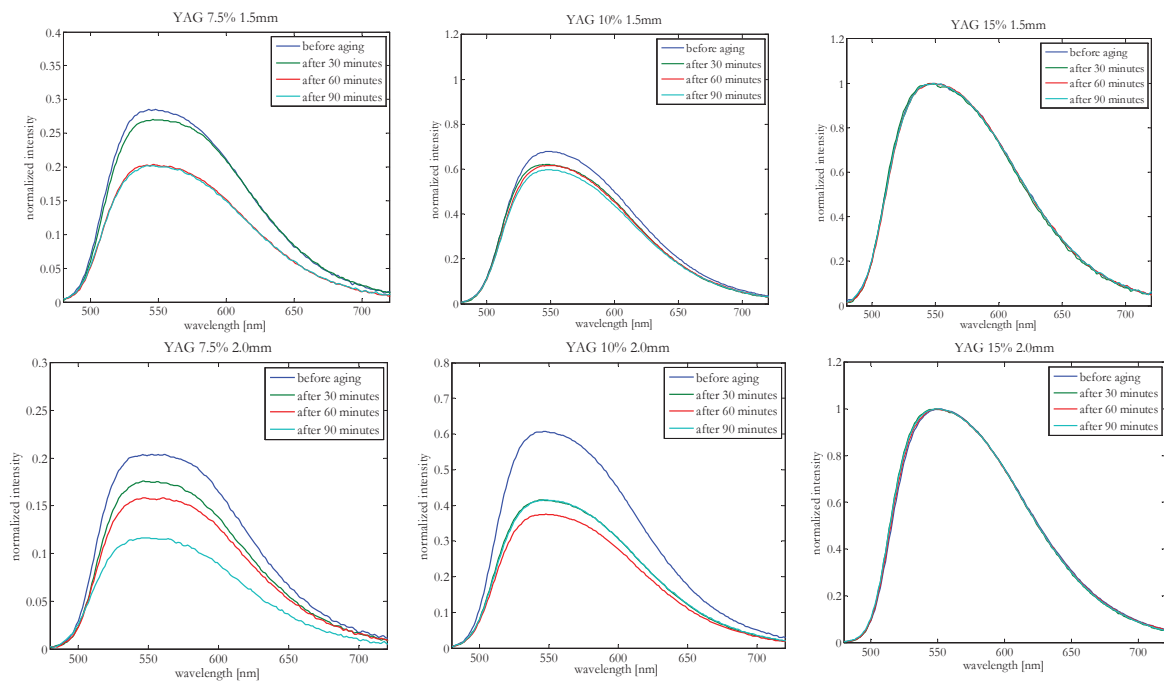 YAG 7.5% 1.5mm
0.4
0.35
0.3
0.25
0.2
0.15
0.1
0.05
0
normalized intensity
before aging
after 30 minutes
after 60 minutes
after 90 minutes
500 550 600 650 700
wavelength [nm]
YAG 10% 1.5mm
1.2
1
0.8
0.6
0.4
0.2
0
normalized intensity
before aging
after 30 minutes
after 60 minutes
after 90 minutes
500 550 600 650 700
wavelength [nm]
YAG 15% 1.5mm
1.2
1
0.8
0.6
0.4
0.2
0
normalized intensity
before aging
after 30 minutes
after 60 minutes
after 90 minutes
500 550 600 650 700
wavelength [nm]
YAG 7.5% 2.0mm
0.3
0.25
0.2
0.15
0.1
0.05
0
normalized intensity
before aging
after 30 minutes
after 60 minutes
after 90 minutes
500 550 600 650 700
wavelength [nm]
YAG 10% 2.0mm
0.8
0.7
0.6
0.5
0.4
0.3
0.2
0.1
0
normalized intensity
before aging
after 30 minutes
after 60 minutes
after 90 minutes
500 550 600 650 700
wavelength [nm]
YAG 15% 2.0mm
1.2
1
0.8
0.6
0.4
0.2
0
normalized intensity
before aging
after 30 minutes
after 60 minutes
after 90 minutes
500 550 600 650 700
wavelength [nm]